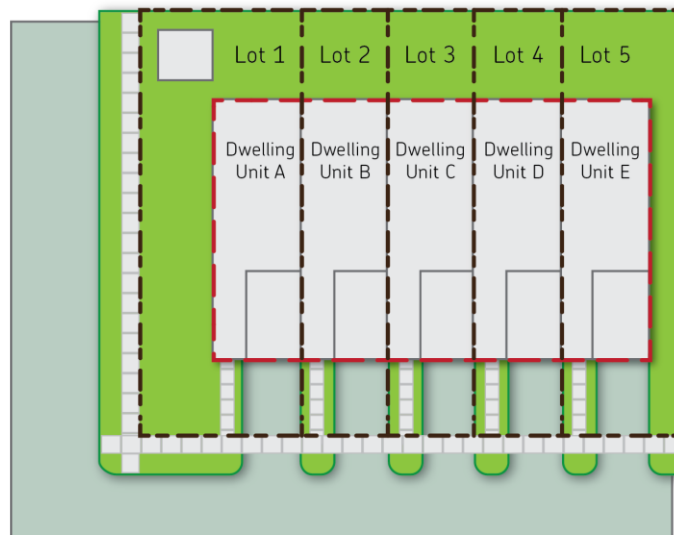 Lot 1
Lot 2
Lot 3
Lot 4
Lot 5
Dwelling
Unit A
Dwelling
Unit B
Dwelling
Unit C
Dwelling
Unit D
Dwelling
Unit E